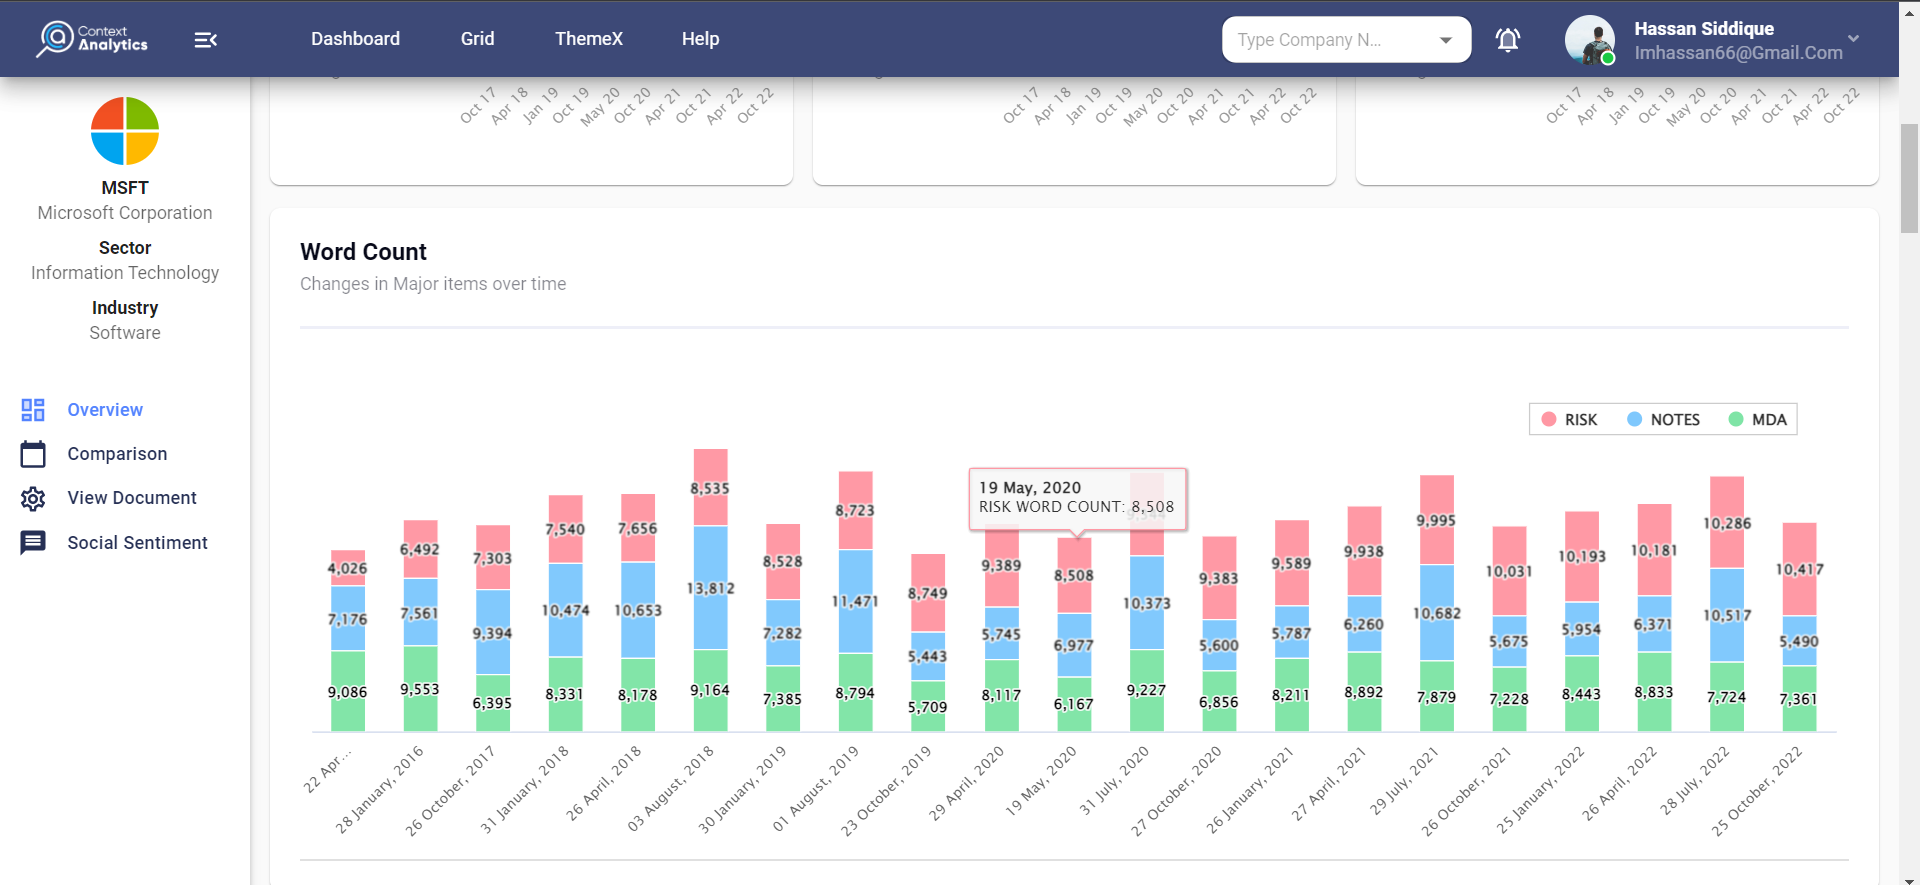 Context
Analytics
Dashboard
Grid
ThemeX
Help
Type Company N...
Hassan Siddique
Imhassan66@Gmail.Com
MSFT
Microsoft Corporation
Sector
Information Technology
Industry
Software
Overview
Comparison
View Document
Social Sentiment
Oct 17 Apr 18 Jan 19 Oct 19 May 20 Oct 20 Apr 21 Oct 21 Apr 22 Oct 22
Oct 17 Apr 18 Jan 19 Oct 19 May 20 Oct 20 Apr 21 Oct 21 Apr 22 Oct 22
Oct 17 Apr 18 Jan 19 Oct 19 May 20 Oct 20 Apr 21 Oct 21 Apr 22 Oct 22
Word Count
Changes in Major items over time
RISK NOTES MDA
19 May, 2020
RISK WORD COUNT: 8,508
4,026 6,492 7,303 7,540 7,656 8,535 8,528 8,723 8,749 9,389 8,508 9,383 9,589 9,938 9,995 10,031 10,193 10,181 10,286 10,417
7,176 7,561 9,394 10,474 10,653 13,812 7,282 11,471 5,443 5,745 6,977 10,373 5,600 5,787 6,260 10,682 5,675 5,954 6,371 10,517 5,490
9,086 9,553 6,395 8,331 8,178 9,164 7,385 8,794 5,709 8,117 6,167 9,227 6,856 8,211 8,892 7,879 7,228 8,443 8,833 7,724 7,361
22 Apr...
28 January, 2016
26 October, 2017
31 January, 2018
26 April, 2018
03 August, 2018
30 January, 2019
01 August, 2019
23 October, 2019
29 April, 2020
19 May, 2020
31 July, 2020
27 October, 2020
26 January, 2021
27 April, 2021
29 July, 2021
26 October, 2021
25 January, 2022
26 April, 2022
28 July, 2022
25 October, 2022